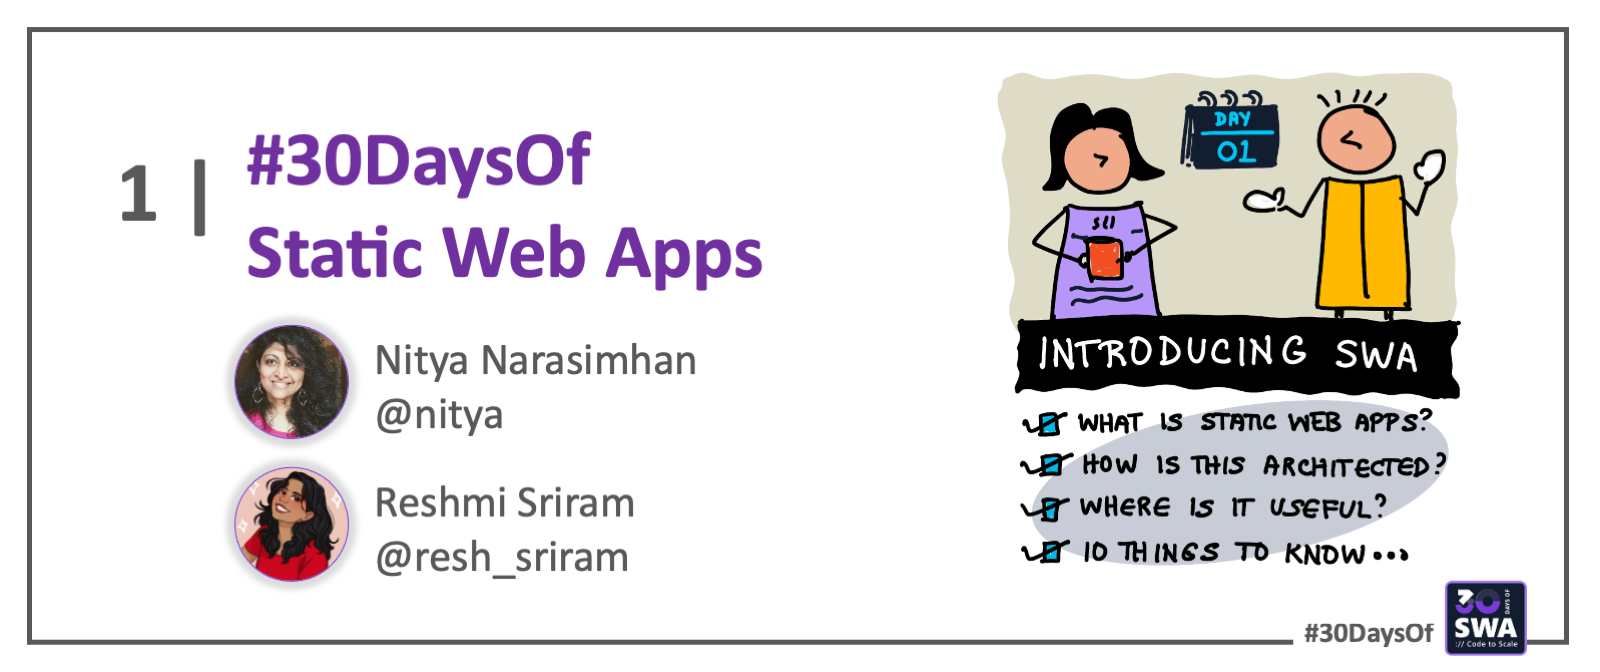 1 |
#30DaysOf
Static Web Apps
Nitya Narasimhan
@nitya
Reshmi Sriram
@resh_sriram
DAY
01
INTRODUCING SWA
WHAT IS STATIC WEB APPS?
HOW IS THIS ARCHITECTED?
WHERE IS IT USEFUL?
10 THINGS TO KNOW...
#30DaysOf
30 DAYS OF
SWA
:// Code to Scale